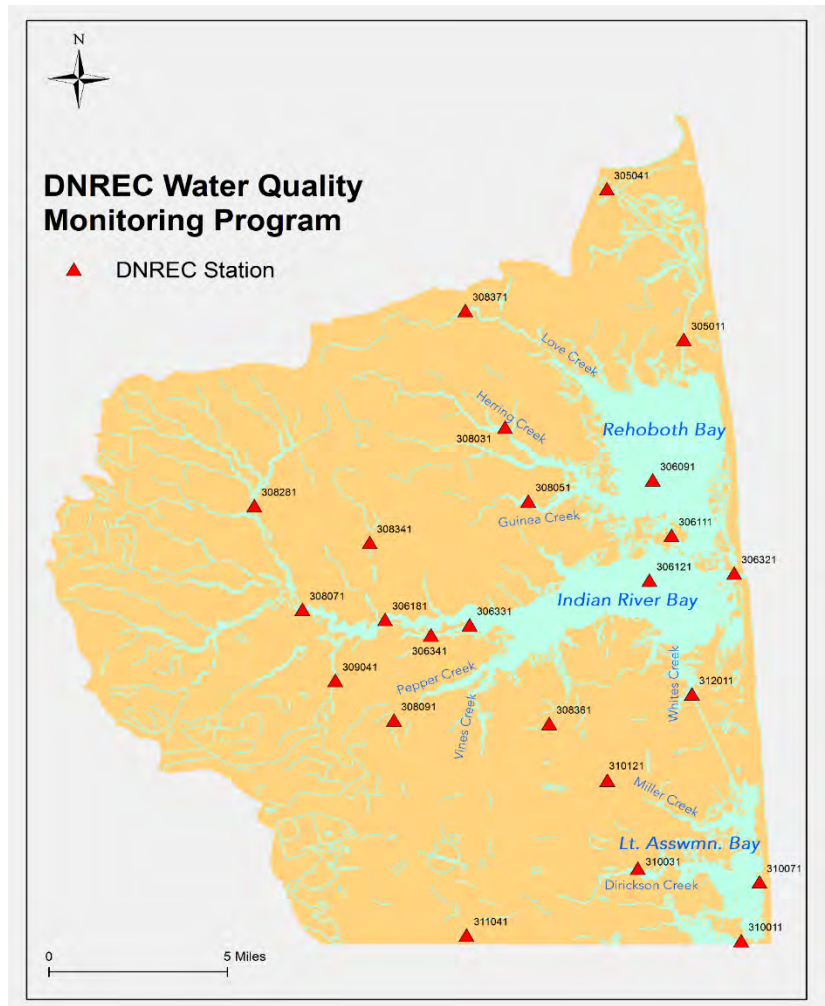 N
DNREC Water Quality
Monitoring Program
DNREC Station
305041
308371
305011
Love Creek
Herring Creek
308031
Rehoboth Bay
306091
308281
308051
Guinea Creek
308341
306111
306321
306121
Indian River Bay
308071
306181
306331
306341
309041
Pepper Creek
Whites Creek
312011
308091
Vines Creek
308361
310121
Miller Creek
Lt. Asswmn. Bay
310031
310071
Dirickson Creek
311041
310011
0
5 Miles